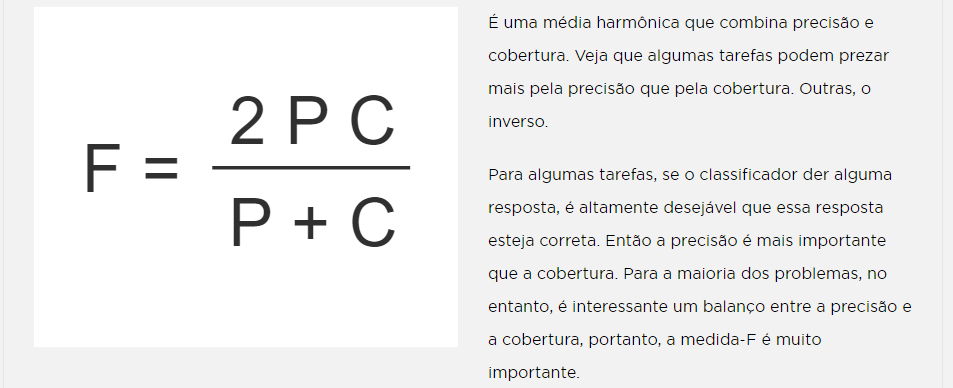 F = 2 P C
P + C
É uma média harmônica que combina precisão e
cobertura. Veja que algumas tarefas podem prezar
mais pela precisão que pela cobertura. Outras, o
inverso.
Para algumas tarefas, se o classificador der alguma
resposta, é altamente desejável que essa resposta
esteja correta. Então a precisão é mais importante
que a cobertura. Para a maioria dos problemas, no
entanto, é interessante um balanço entre a precisão e
a cobertura, portanto, a medida-F é muito
importante.